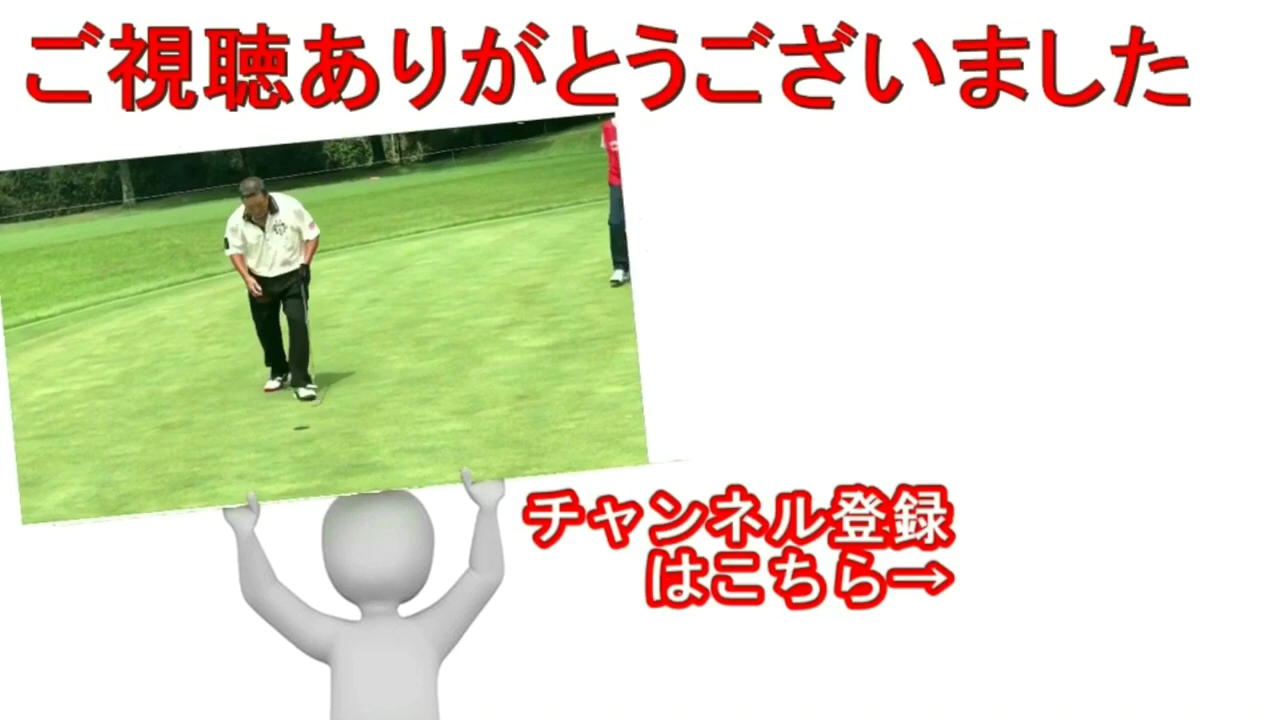 ご視聴ありがとうございました
チャンネル登録
はこちら→